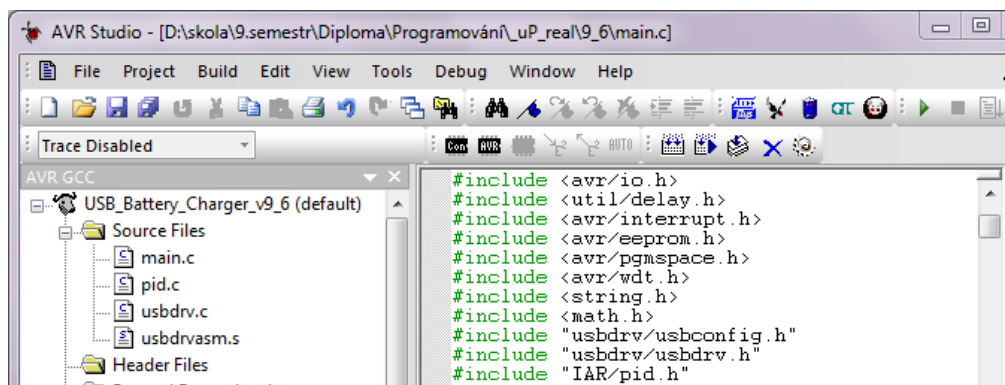 AVR Studio - [D:\skola\9.semestr\Diploma\Programování\_uP_real\9_6\main.c]
File Project Build Edit View Tools Debug Window Help
Trace Disabled
Con AVR AUTO
AVR GCC
USB_Battery_Charger_v9_6 (default)
Source Files
main.c
pid.c
usbdrv.c
usbdrvasm.s
Header Files
#include <avr/io.h>
#include <util/delay.h>
#include <avr/interrupt.h>
#include <avr/eeprom.h>
#include <avr/pgmspace.h>
#include <avr/wdt.h>
#include <string.h>
#include <math.h>
#include "usbdrv/usbconfig.h"
#include "usbdrv/usbdrv.h"
#include "IAR/pid.h"